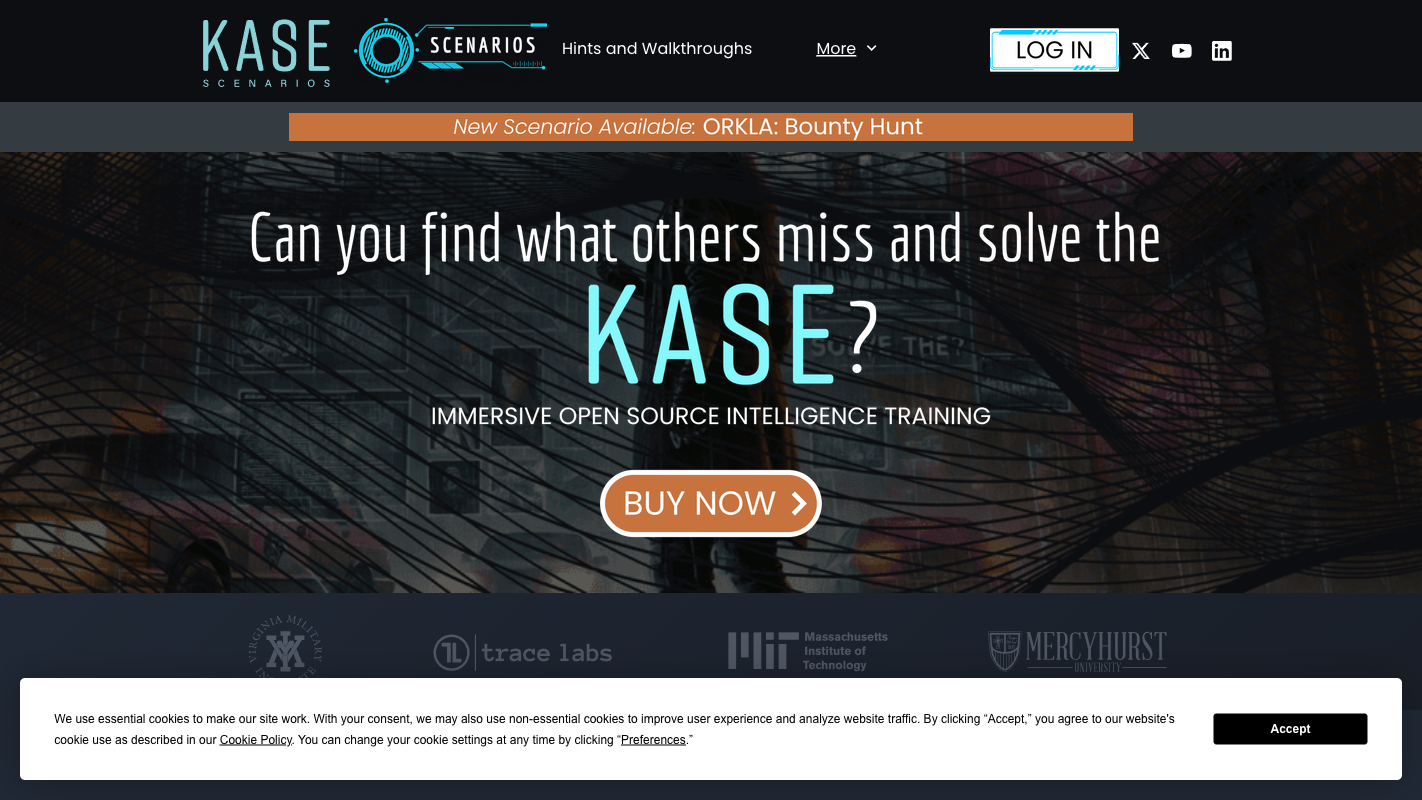 KASE
SCENARIOS
SCENARIOS
Hints and Walkthroughs
More
LOG IN
New Scenario Available: ORKLA: Bounty Hunt
Can you find what others miss and solve the
KASE?
SOLVE THE?
IMMERSIVE OPEN SOURCE INTELLIGENCE TRAINING
BUY NOW
VIRGINIA MILITARY
trace labs
Massachusetts
Institute of
Technology
MERCYHURST
UNIVERSITY
We use essential cookies to make our site work. With your consent, we may also use non-essential cookies to improve user experience and analyze website traffic. By clicking “Accept,” you agree to our website's
cookie use as described in our Cookie Policy. You can change your cookie settings at any time by clicking “Preferences.”
Accept